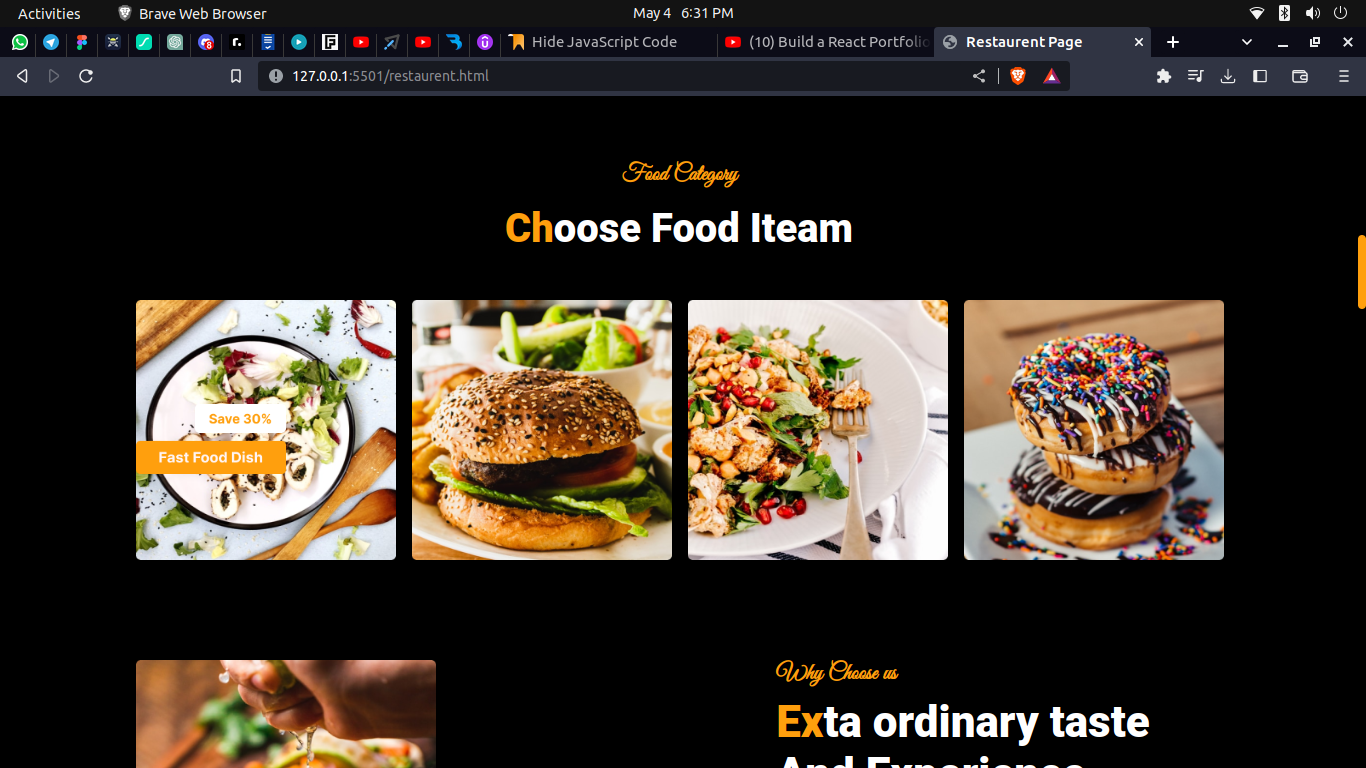 Activities
Brave Web Browser
May 4 6:31 PM
8
Hide JavaScript Code
(10) Build a React Portfolio
Restaurent Page
127.0.0.1:5501/restaurent.html
Food Category
Choose Food Iteam
Save 30%
Fast Food Dish
Why Choose us
Exta ordinary taste
And Experience